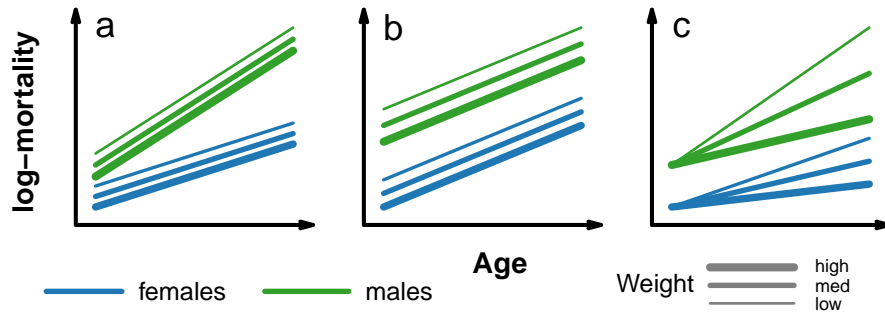 a
b
c
log−mortality
Age
females
males
Weight
high
med
low